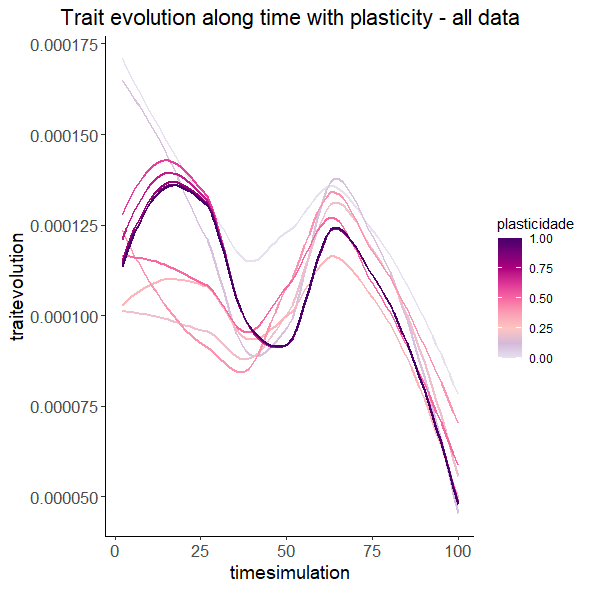 Trait evolution along time with plasticity - all data
0.000175
0.000150
0.000125
0.000100
0.000075
0.000050
traitevolution
0 25 50 75 100
timesimulation
plasticidade
1.00
0.75
0.50
0.25
0.00